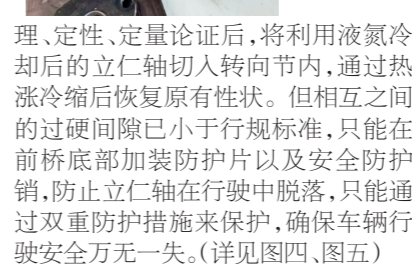 理、定性、定量论证后，将利用液氮冷
却后的立仁轴切入转向节内，通过热
涨冷缩后恢复原有性状。但相互之间
的过硬间隙已小于行规标准，只能在
前桥底部加装防护片以及安全防护
销，防止立仁轴在行驶中脱落，只能通
过双重防护措施来保护，确保车辆行
驶安全万无一失。（详见图四、图五）